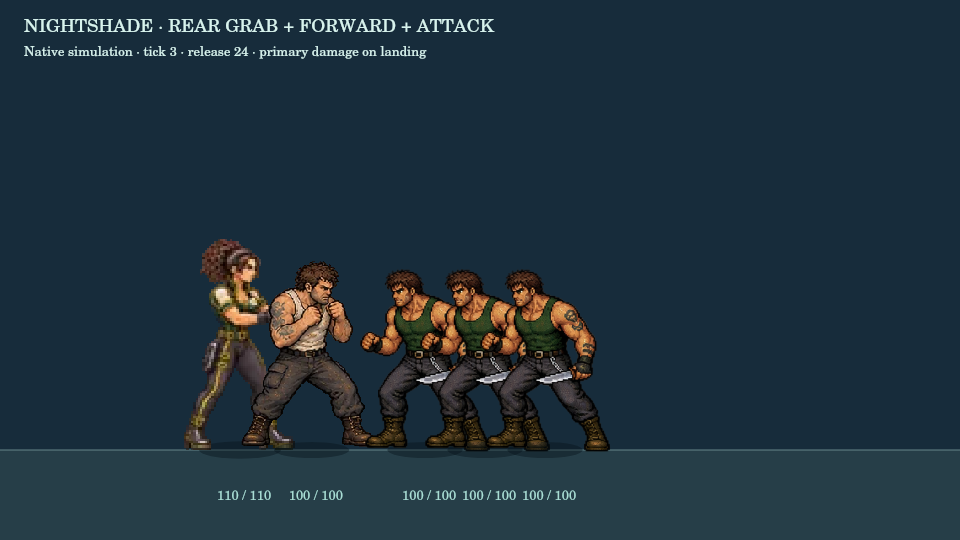 NIGHTSHADE · REAR GRAB + FORWARD + ATTACK
Native simulation · tick 3 · release 24 · primary damage on landing
110 / 110 100 / 100 100 / 100 100 / 100 100 / 100